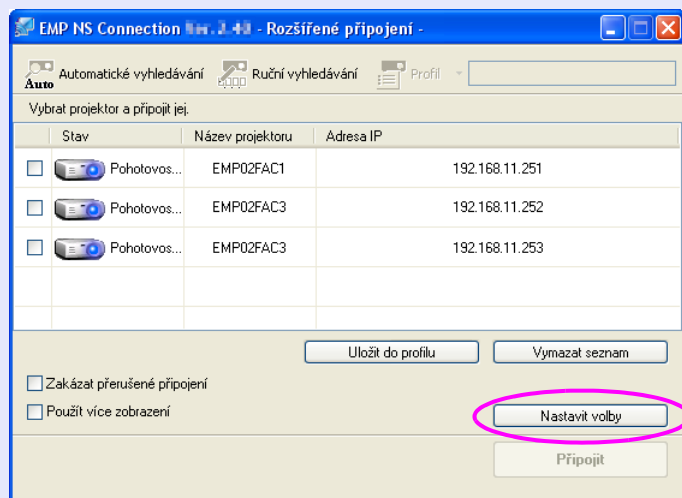 EMP NS Connection - Rozšířené připojení -
Auto Automatické vyhledávání Ruční vyhledávání Profil
Vybrat projektor a připojit jej.
Stav Název projektoru Adresa IP
Pohotovos... EMP02FAC1 192.168.11.251
Pohotovos... EMP02FAC3 192.168.11.252
Pohotovos... EMP02FAC3 192.168.11.253
Uložit do profilu Vymazat seznam
Zakázat přerušené připojení
Použít více zobrazení Nastavit volby
Připojit